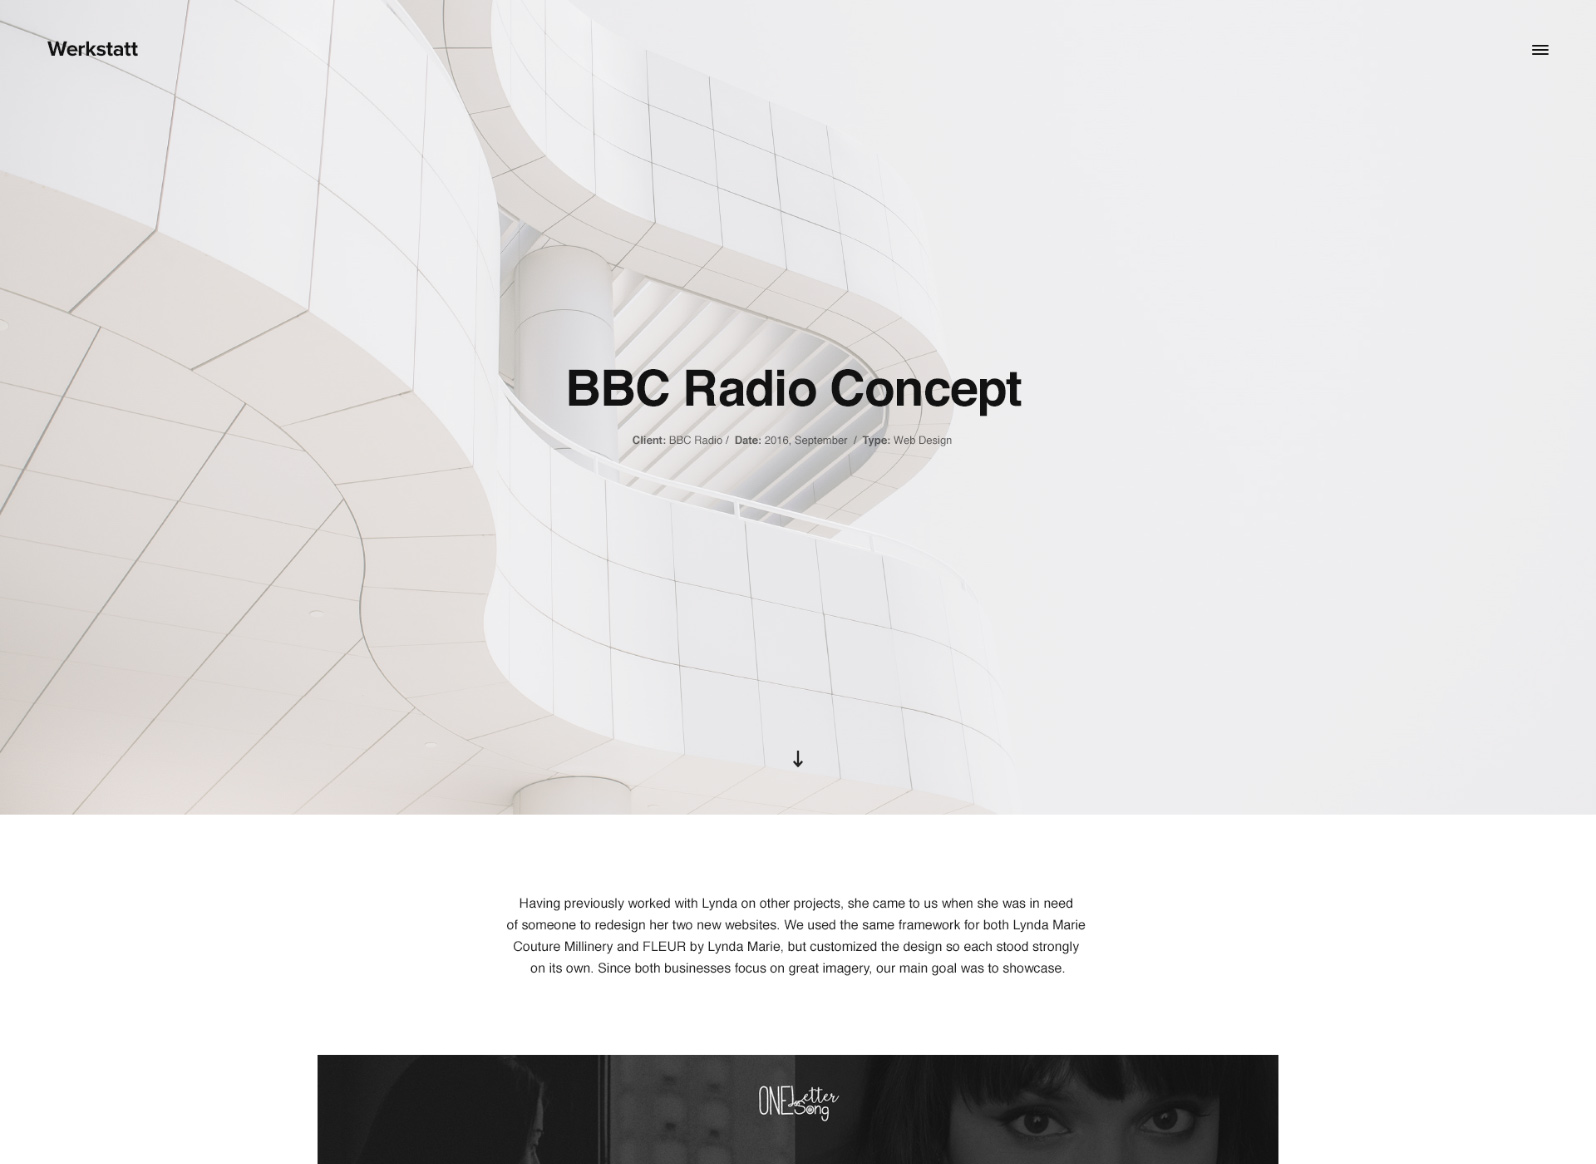 Werkstatt
BBC Radio Concept
Client: BBC Radio / Date: 2016, September / Type: Web Design
Having previously worked with Lynda on other projects, she came to us when she was in need
of someone to redesign her two new websites. We used the same framework for both Lynda Marie
Couture Millinery and FLEUR by Lynda Marie, but customized the design so each stood strongly
on its own. Since both businesses focus on great imagery, our main goal was to showcase.
ONE Letter
Song